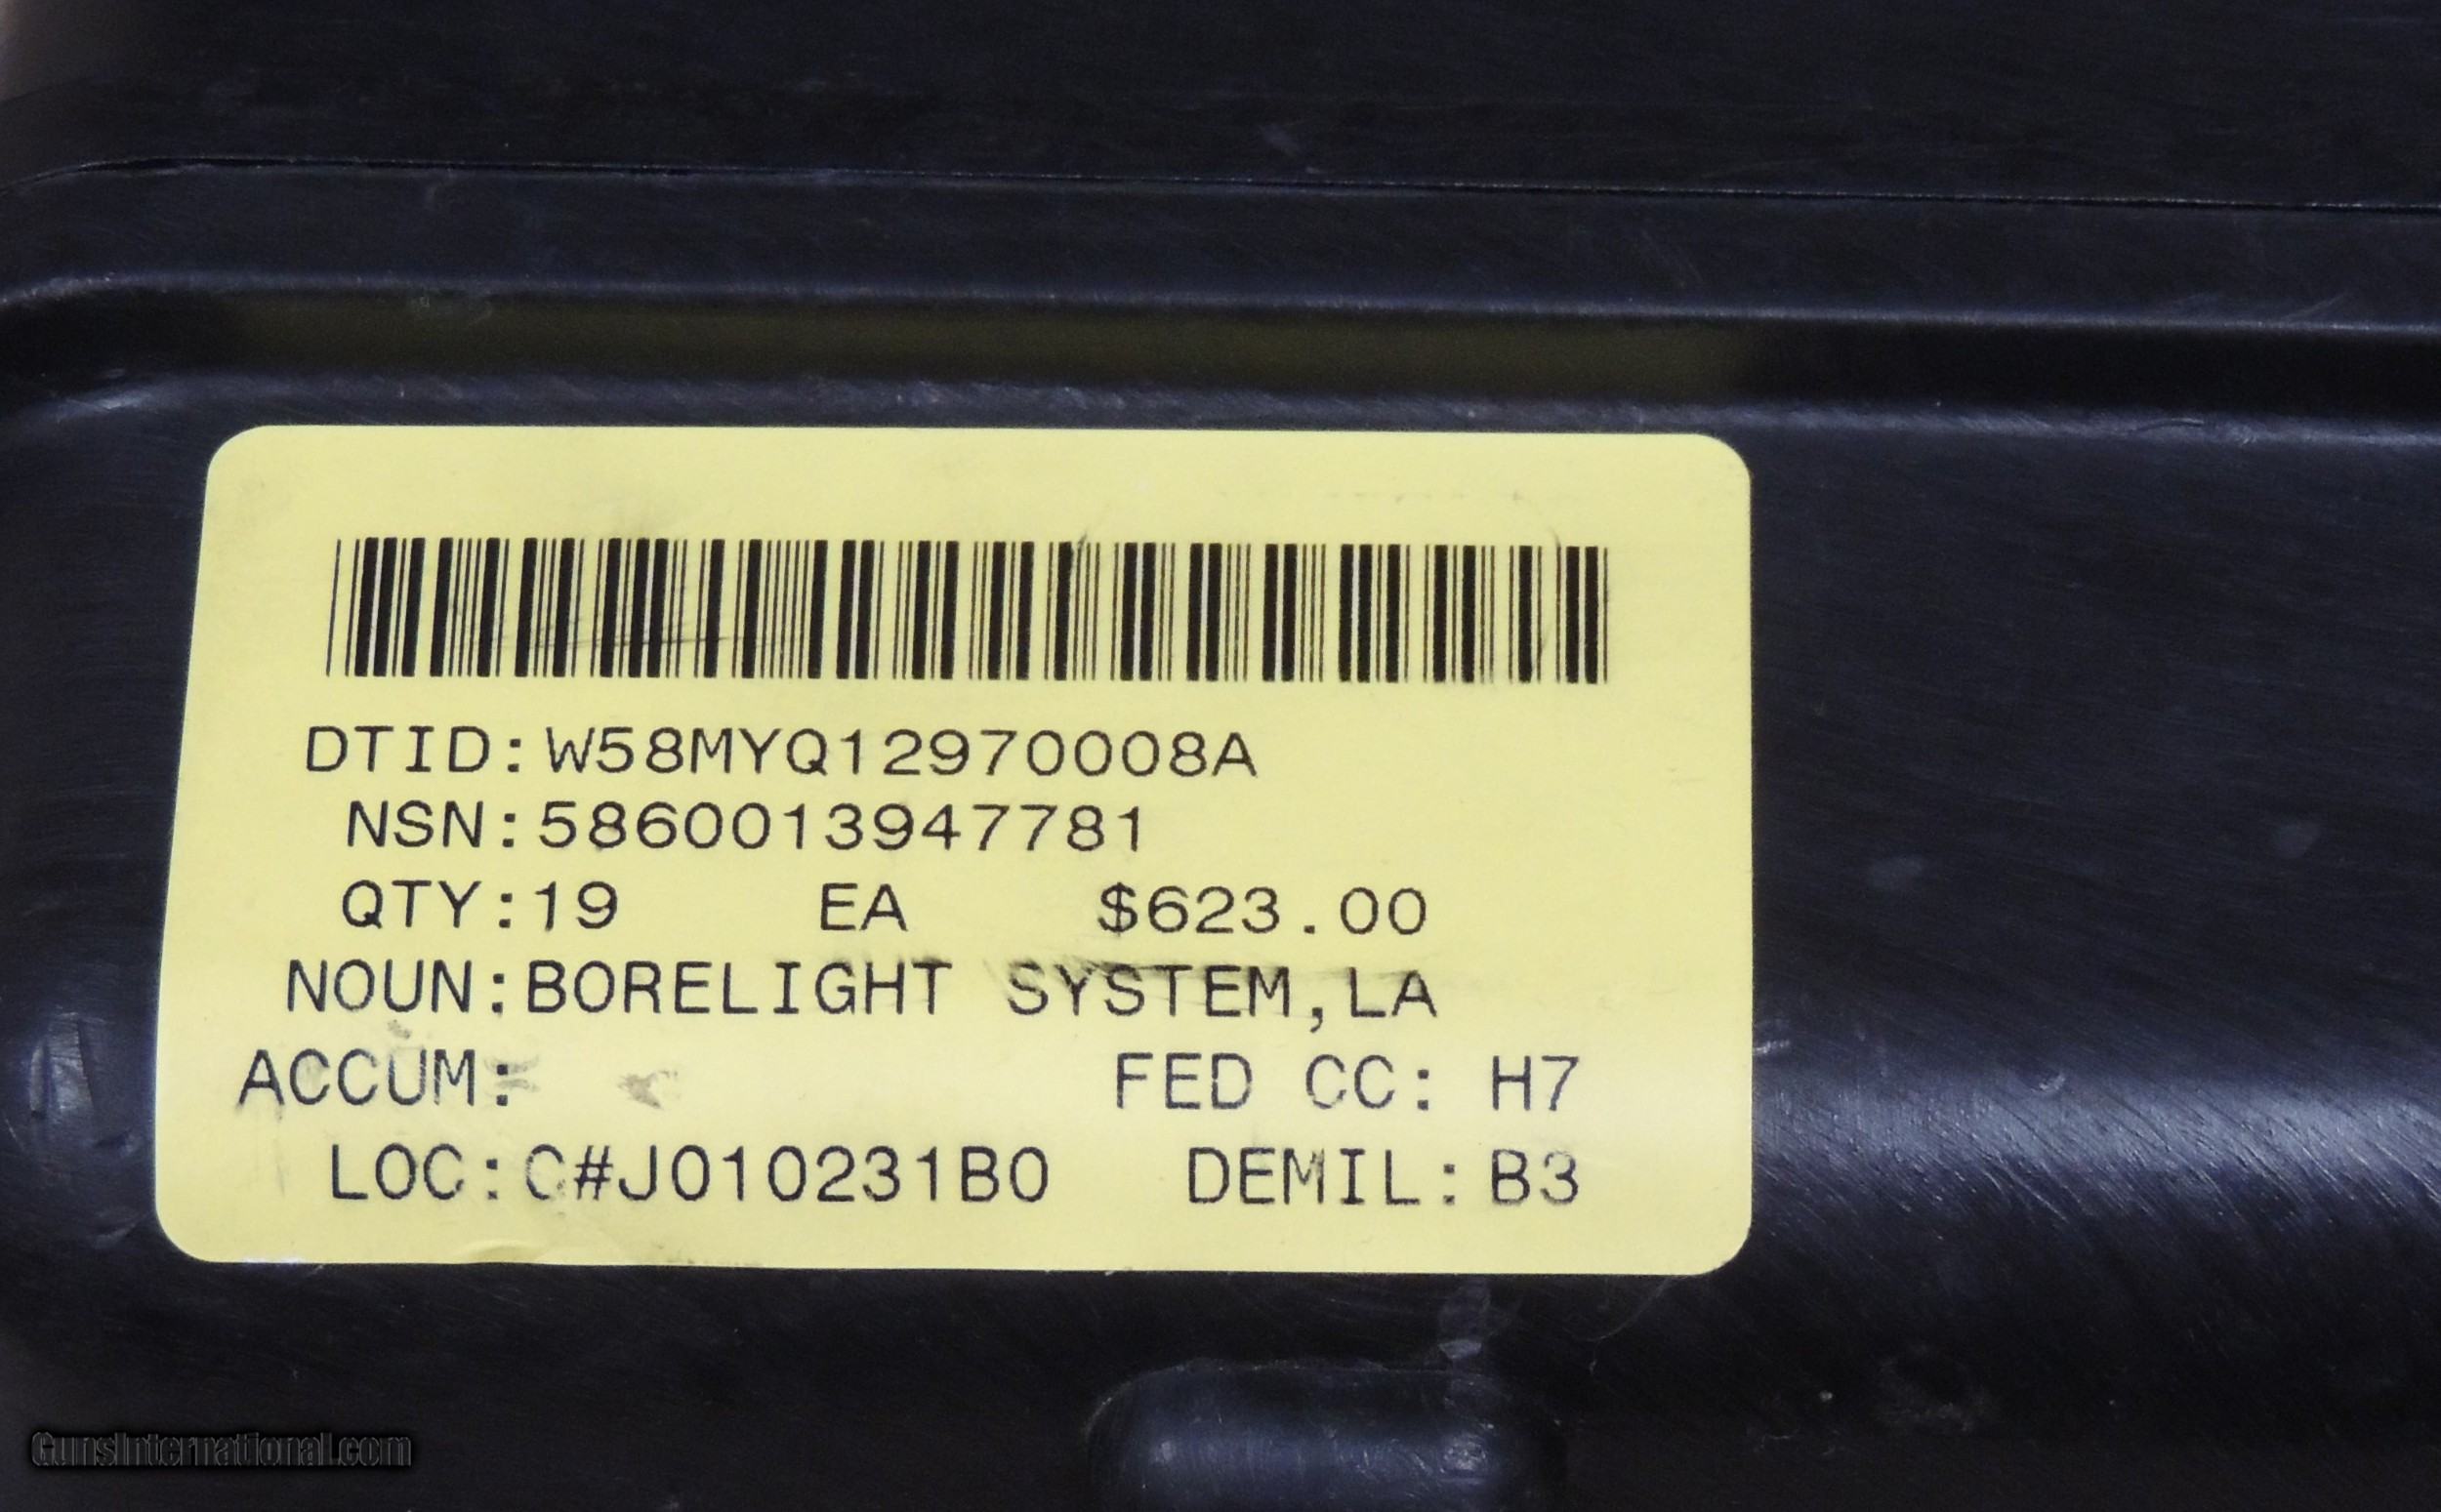 DTID:W58MYQ12970008A
NSN:5860013947781
QTY:19 EA $623.00
NOUN:BORELIGHT SYSTEM,LA
ACCUM: FED CC: H7
LOC:C#J010231B0 DEMIL:B3
GunsInternational.com